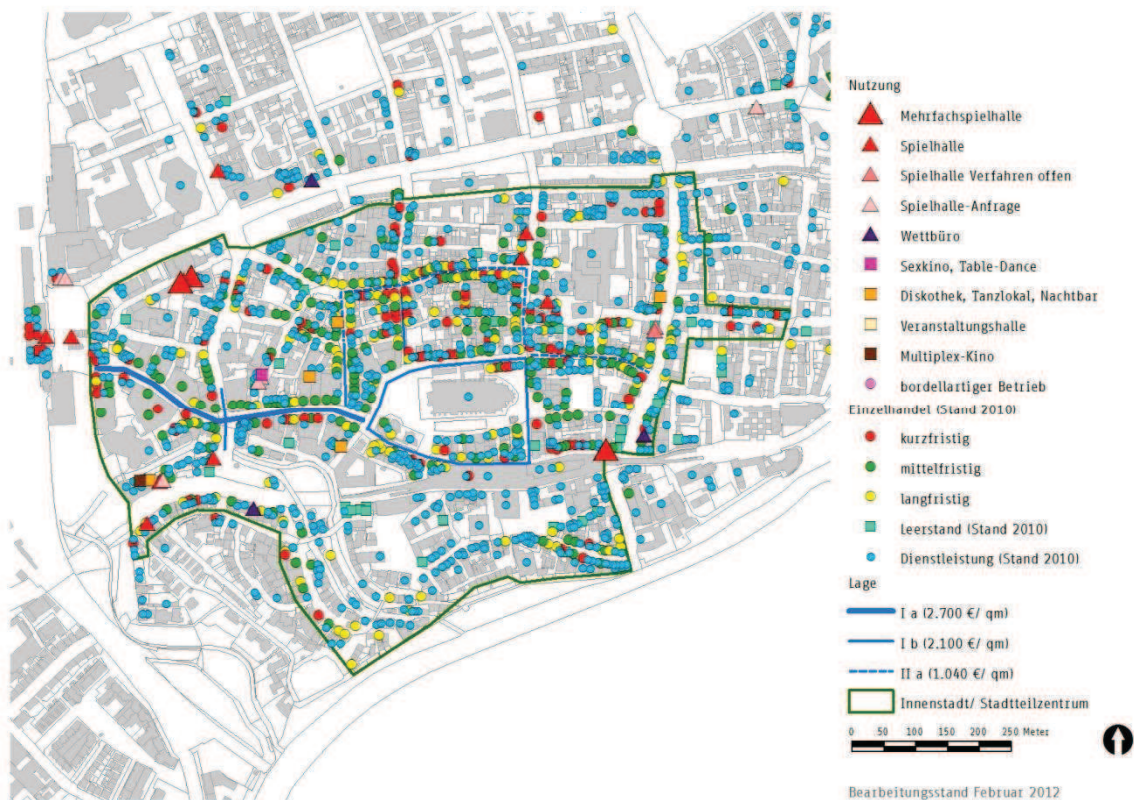 Nutzung
Mehrfachspielhalle
Spielhalle
Spielhalle Verfahren offen
Spielhalle-Anfrage
Wettbüro
Sexkino, Table-Dance
Diskothek, Tanzlokal, Nachtbar
Veranstaltungshalle
Multiplex-Kino
bordellartiger Betrieb
Einzelhandel (Stand 2010)
kurzfristig
mittelfristig
langfristig
Leerstand (Stand 2010)
Dienstleistung (Stand 2010)
Lage
I a (2.700 €/ qm)
I b (2.100 €/ qm)
II a (1.040 €/ qm)
Innenstadt/ Stadtteilzentrum
0 50 100 150 200 250 Meter
Bearbeitungsstand Februar 2012